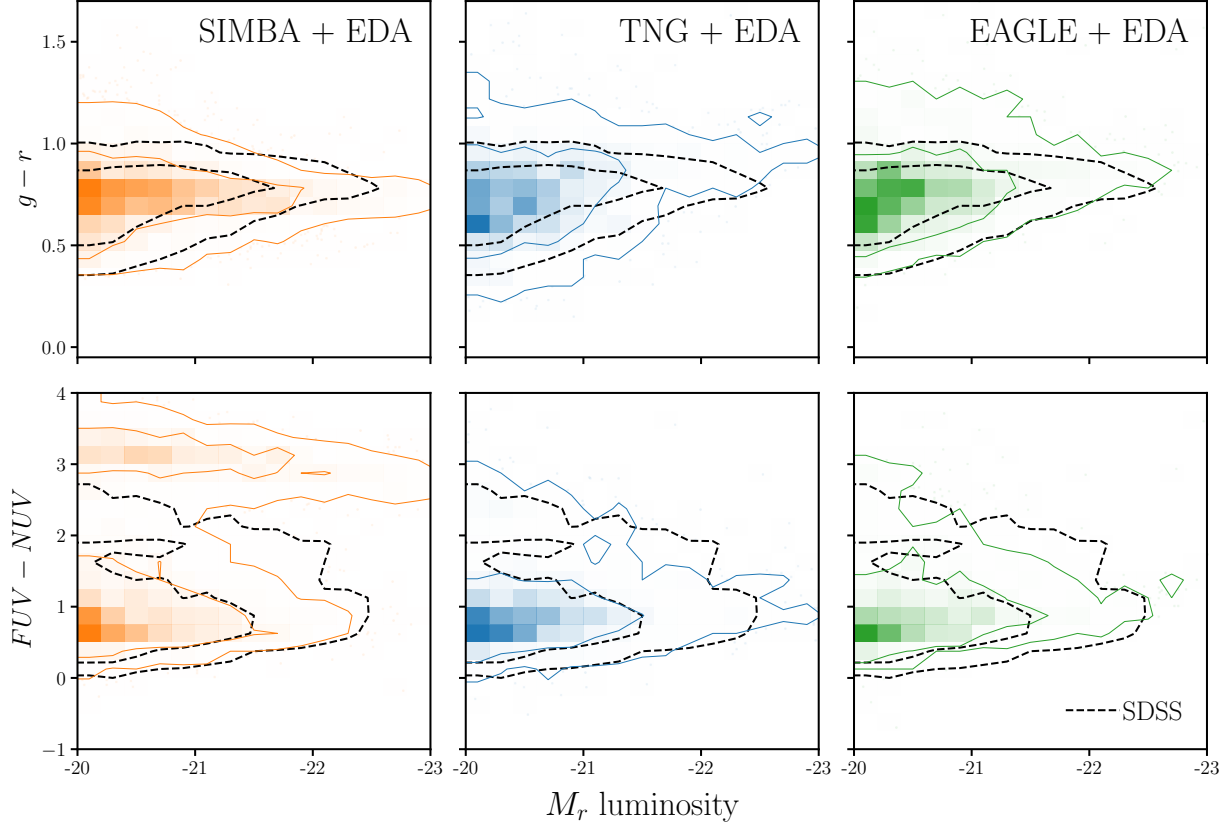 SIMBA + EDA
TNG + EDA
EAGLE + EDA
1.5
1.0
0.5
0.0
g − r
4
3
2
1
0
−1
FUV − NUV
SDSS
-20 -21 -22 -23
-20 -21 -22 -23
-20 -21 -22 -23
M_r luminosity